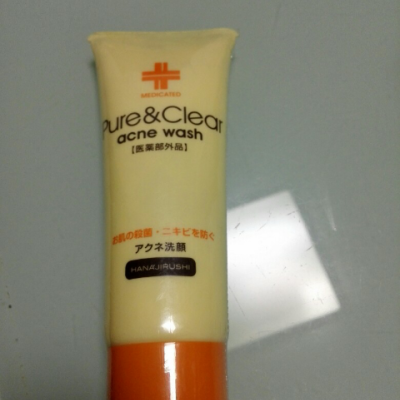 MEDICATED
Pure&Clear
acne wash
【医薬部外品】
お肌の殺菌・ニキビを防ぐ
アクネ洗顔
HANAJIRUSHI